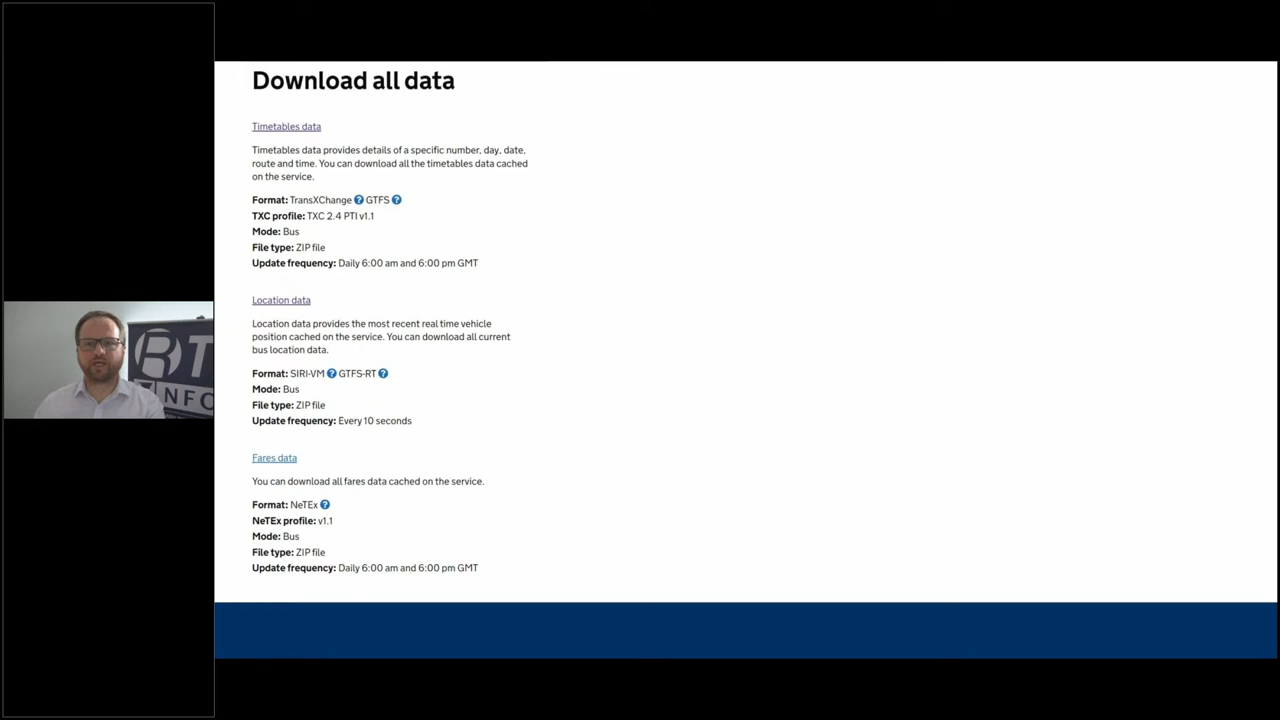 Download all data
Timetables data
Timetables data provides details of a specific number, day, date,
route and time. You can download all the timetables data cached
on the service.
Format: TransXChange ? GTFS ?
TXC profile: TXC 2.4 PTI v1.1
Mode: Bus
File type: ZIP file
Update frequency: Daily 6:00 am and 6:00 pm GMT
Location data
Location data provides the most recent real time vehicle
position cached on the service. You can download all current
bus location data.
Format: SIRI-VM ? GTFS-RT ?
Mode: Bus
File type: ZIP file
Update frequency: Every 10 seconds
RT
NFO
Fares data
You can download all fares data cached on the service.
Format: NeTEx ?
NeTEx profile: v1.1
Mode: Bus
File type: ZIP file
Update frequency: Daily 6:00 am and 6:00 pm GMT